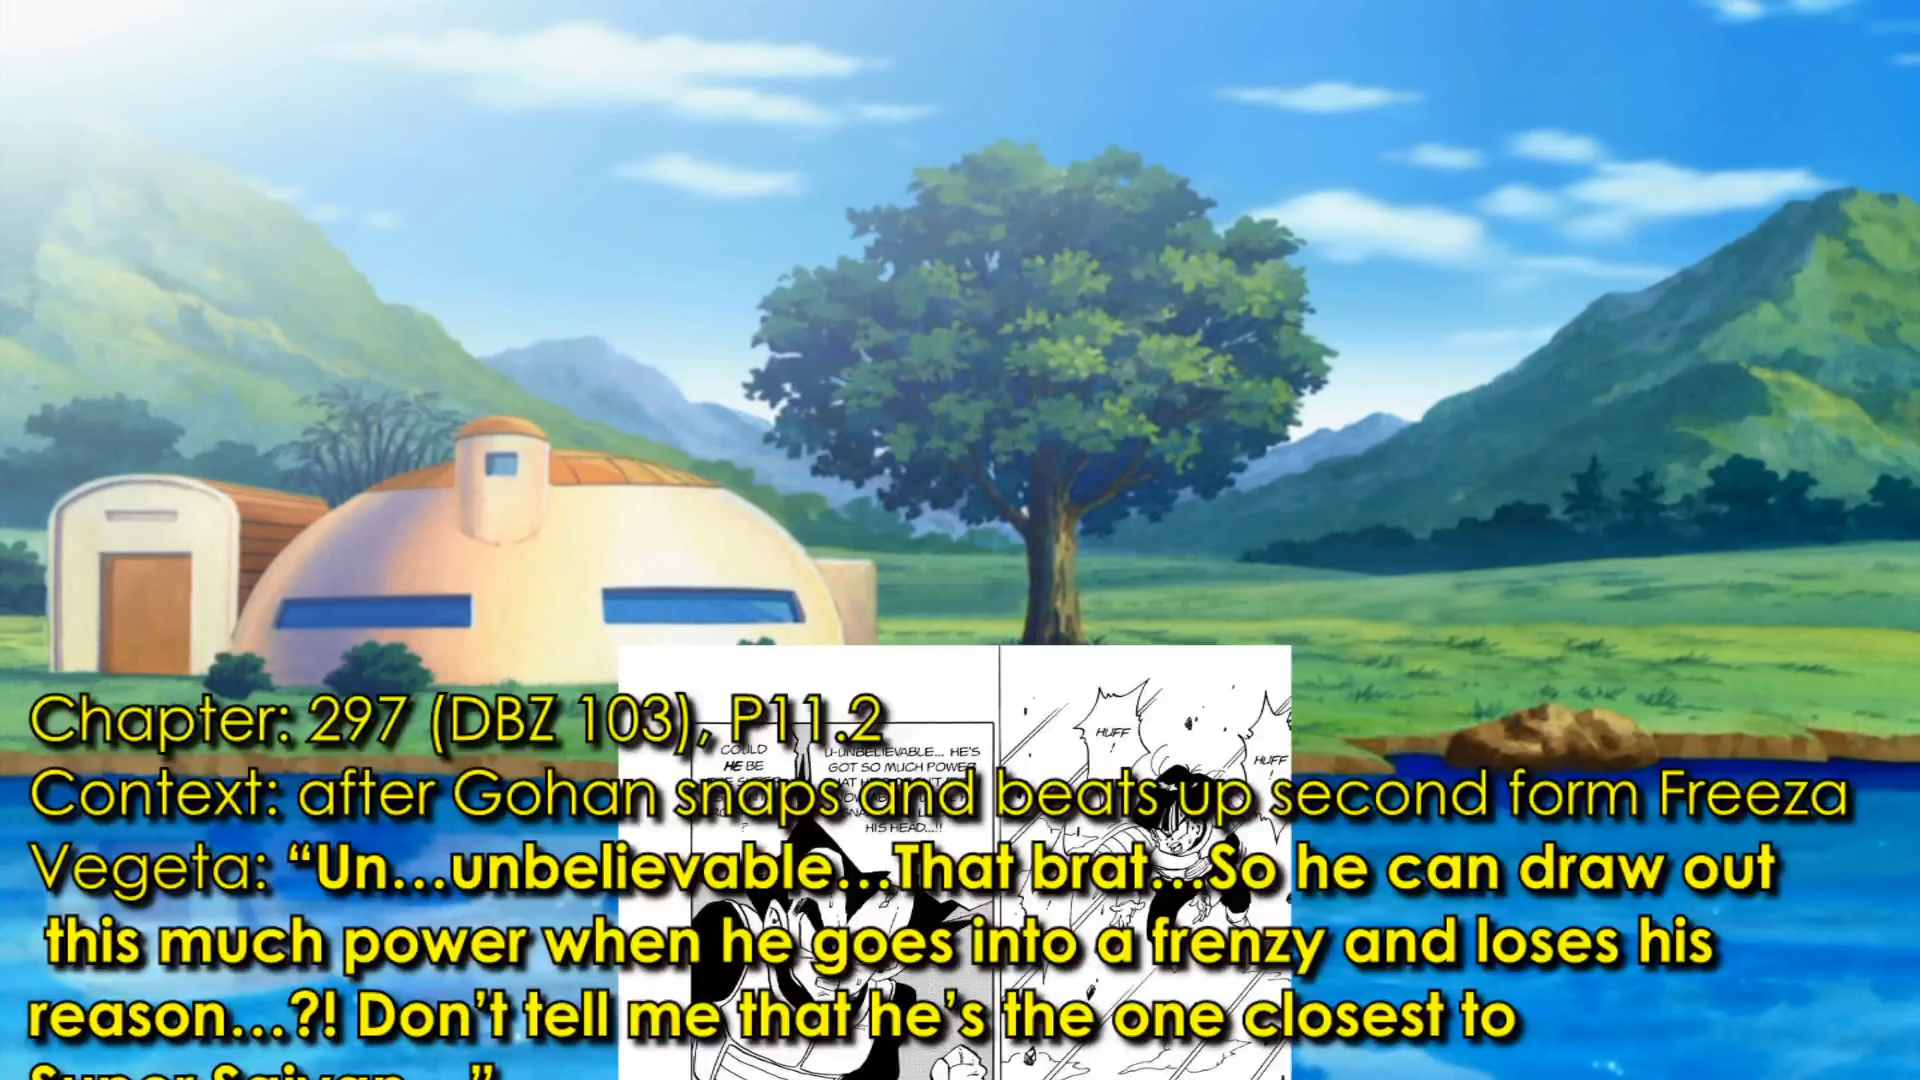 Chapter: 297 (DBZ 103), P11.2
COULD
HE BE
U-UNBELIEVABLE... HE'S
GOT SO MUCH POWER
HIS HEAD...!!
HUFF
!
HUFF
!
Context: after Gohan snaps and beats up second form Freeza
Vegeta: “Un...unbelievable...That brat...So he can draw out
this much power when he goes into a frenzy and loses his
reason...?! Don’t tell me that he’s the one closest to
Super Saiyan...”